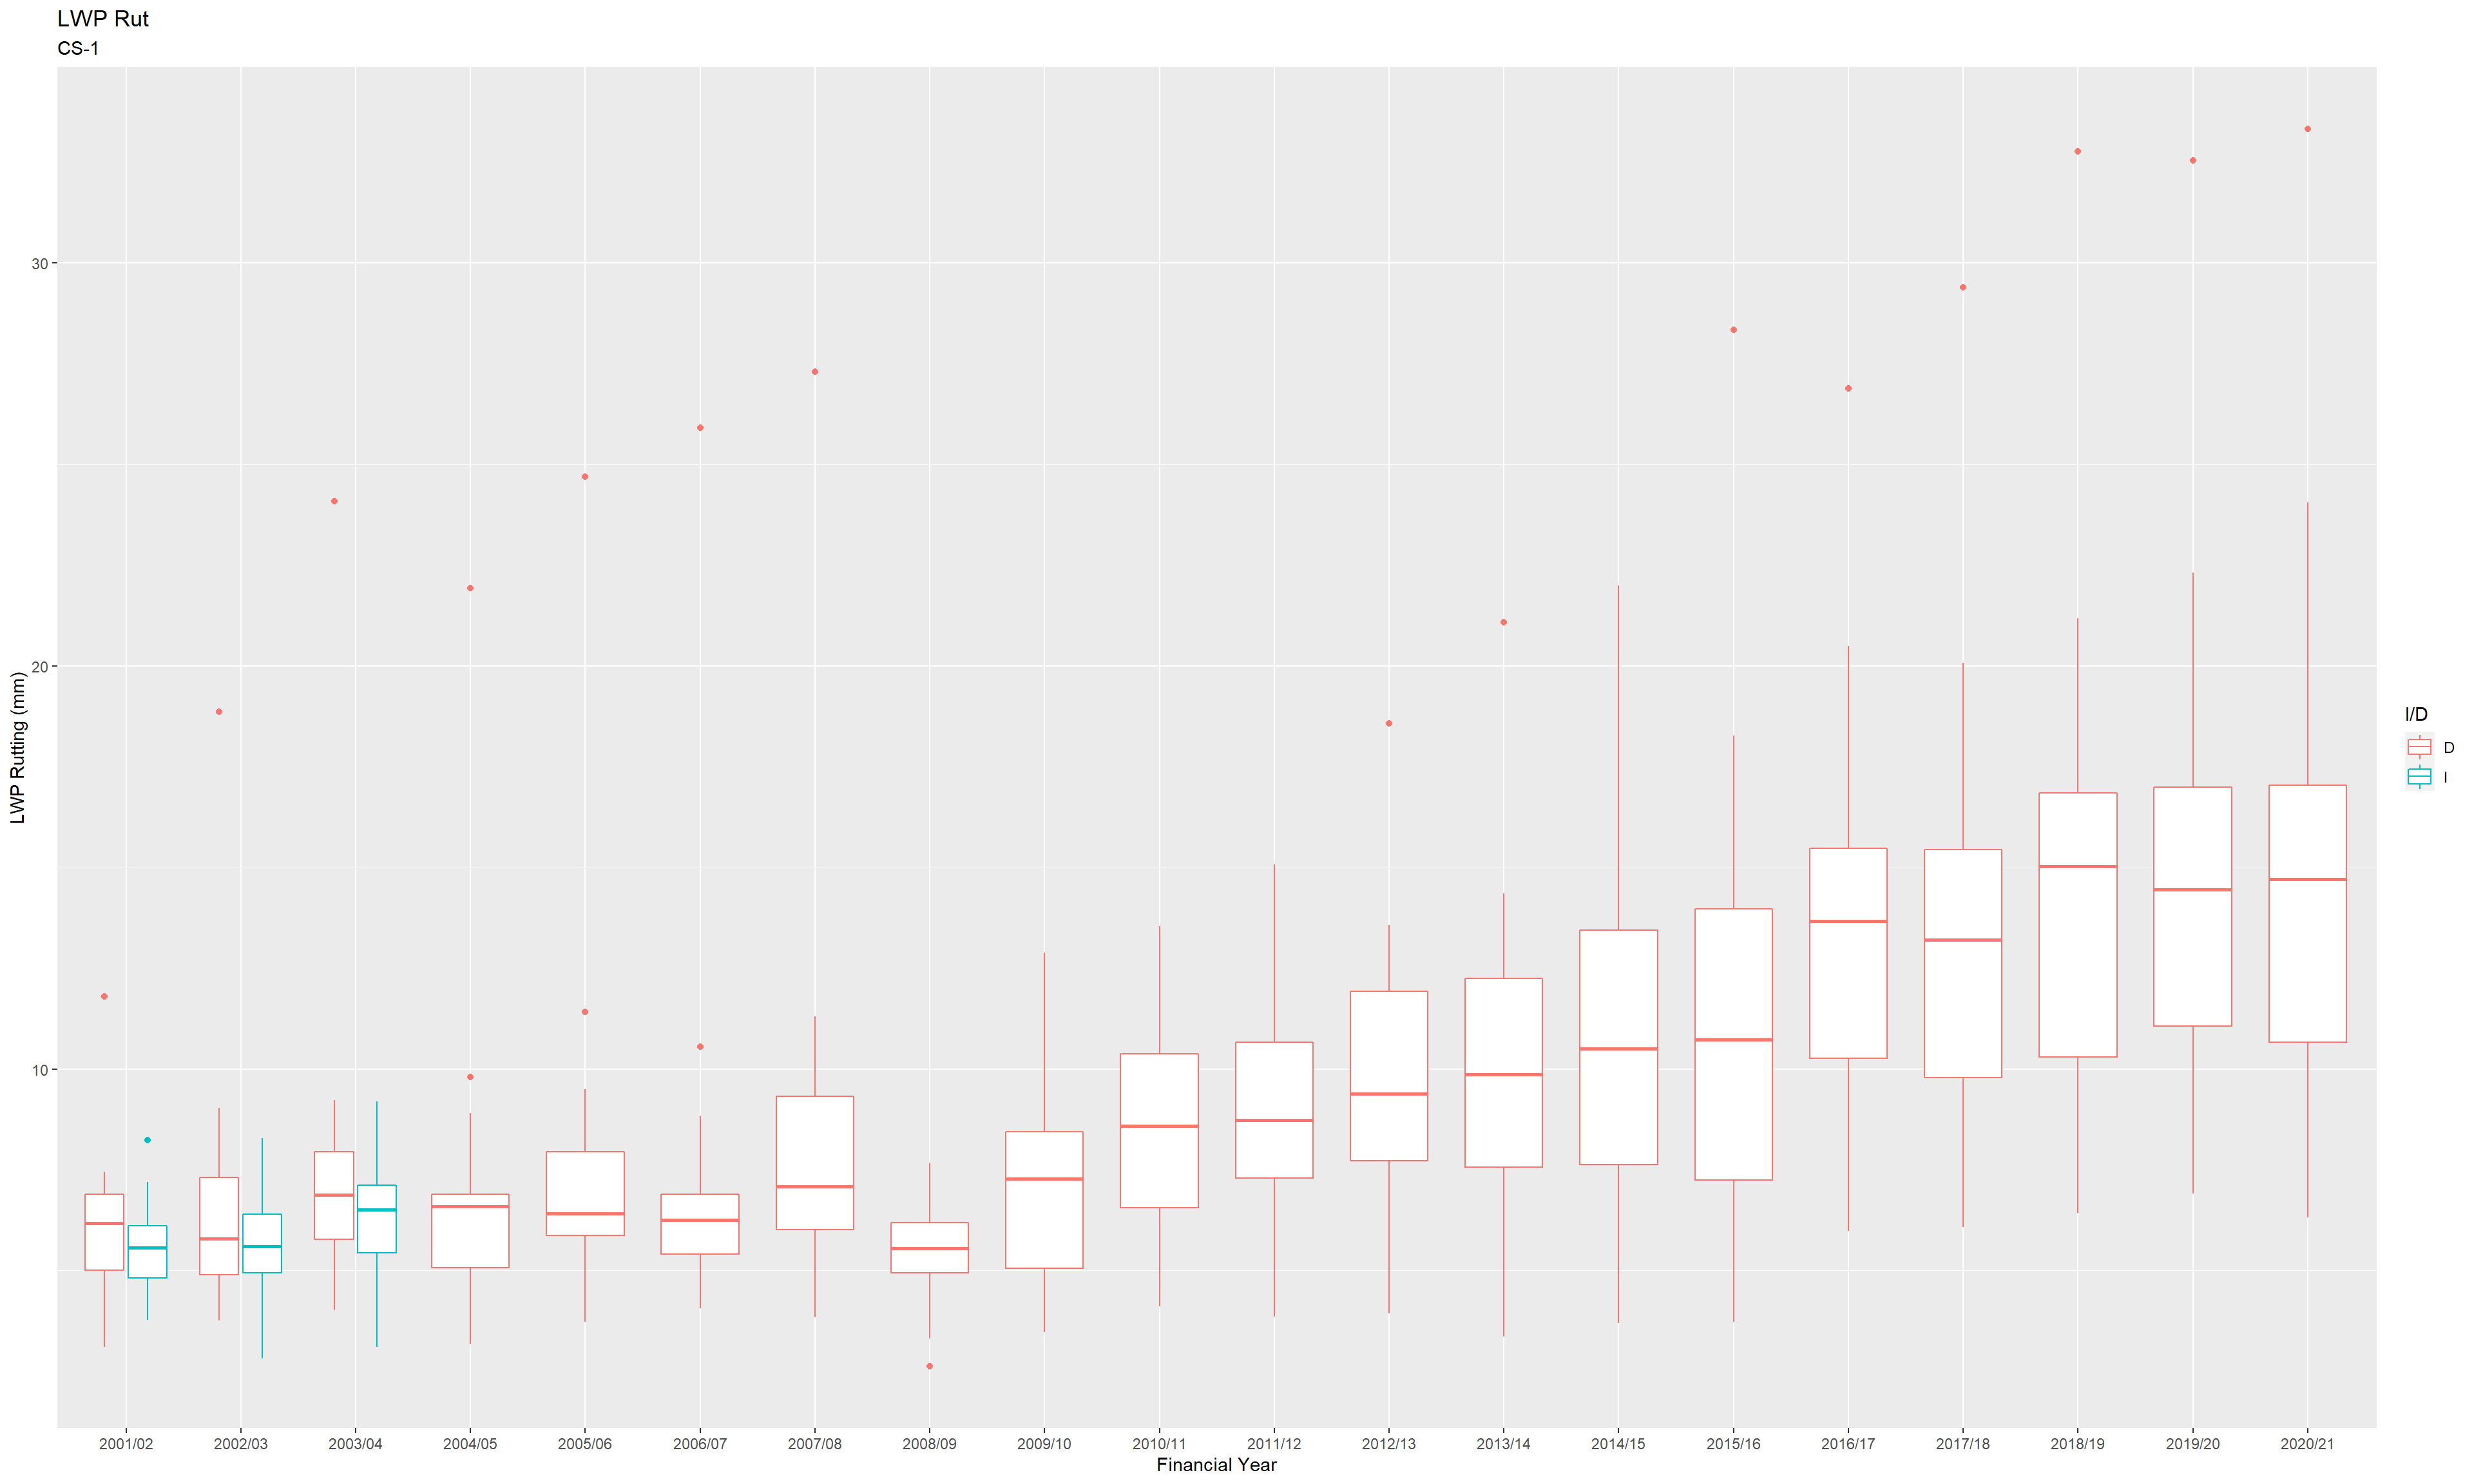 LWP Rut
CS-1
LWP Rutting (mm)
30
20
10
2001/02 2002/03 2003/04 2004/05 2005/06 2006/07 2007/08 2008/09 2009/10 2010/11 2011/12 2012/13 2013/14 2014/15 2015/16 2016/17 2017/18 2018/19 2019/20 2020/21
Financial Year
I/D
D
I